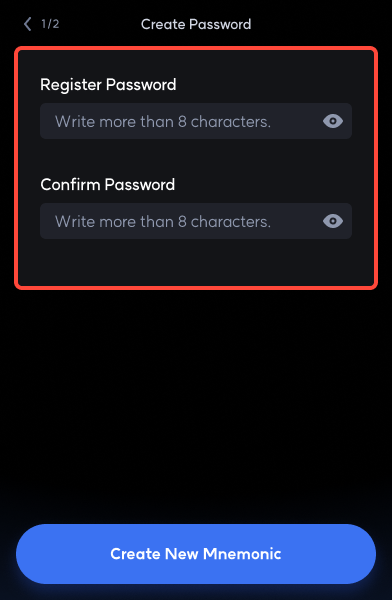 1/2 Create Password
Register Password
Write more than 8 characters.
Confirm Password
Write more than 8 characters.
Create New Mnemonic